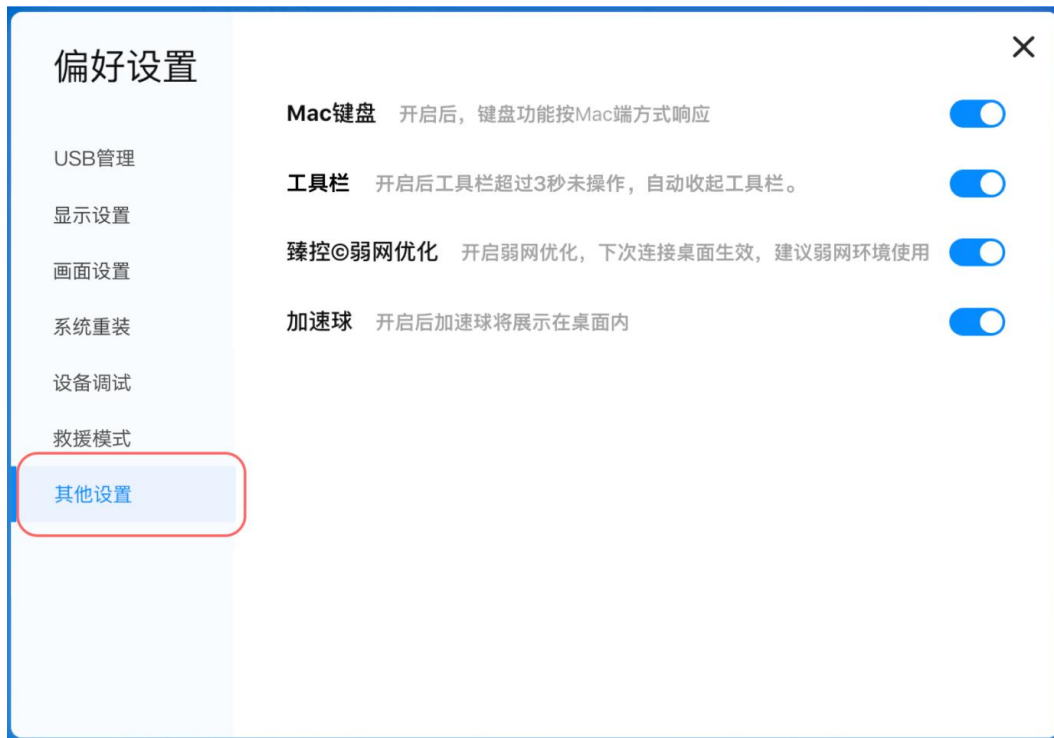 偏好设置
USB管理
显示设置
画面设置
系统重装
设备调试
救援模式
其他设置
Mac键盘 开启后，键盘功能按Mac端方式响应
工具栏 开启后工具栏超过3秒未操作，自动收起工具栏。
臻控©弱网优化 开启弱网优化，下次连接桌面生效，建议弱网环境使用
加速球 开启后加速球将展示在桌面内